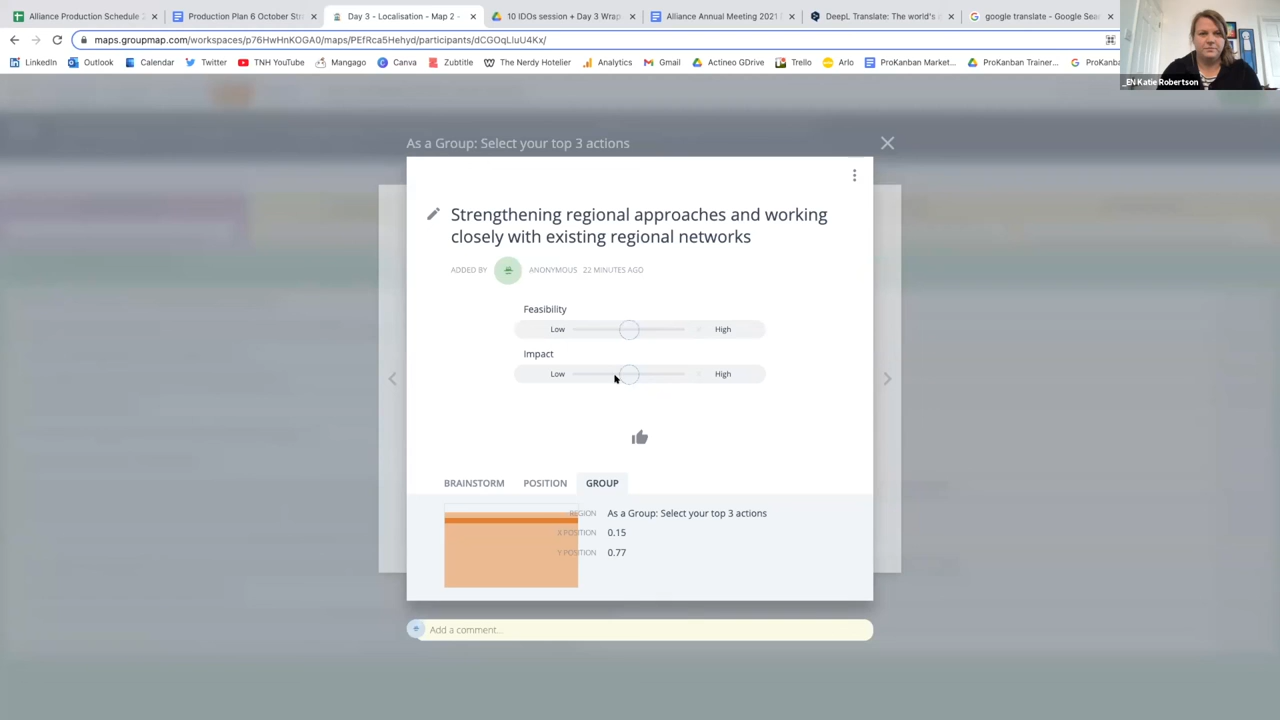 Alliance Production Schedule 2
Production Plan 6 October Stra
Day 3 - Localisation - Map 2 -
10 IDOs session + Day 3 Wrap
Alliance Annual Meeting 2021
DeepL Translate: The world's
google translate - Google Sea
maps.groupmap.com/workspaces/p76HwHnKOGA0/maps/PEfRca5Hehyd/participants/dCGOqLIuU4Kx/
LinkedIn
Outlook
Calendar
Twitter
TNH YouTube
Mangago
Canva
Zubtitle
The Nerdy Hotelier
Analytics
Gmail
Actineo GDrive
Trello
Arlo
ProKanban Market...
ProKanban Trainer...
ProKanba
_EN Katie Robertson
As a Group: Select your top 3 actions
Strengthening regional approaches and working
closely with existing regional networks
ADDED BY ANONYMOUS 22 MINUTES AGO
Feasibility
Low High
Impact
Low High
BRAINSTORM POSITION GROUP
REGION As a Group: Select your top 3 actions
X POSITION 0.15
Y POSITION 0.77
Add a comment...